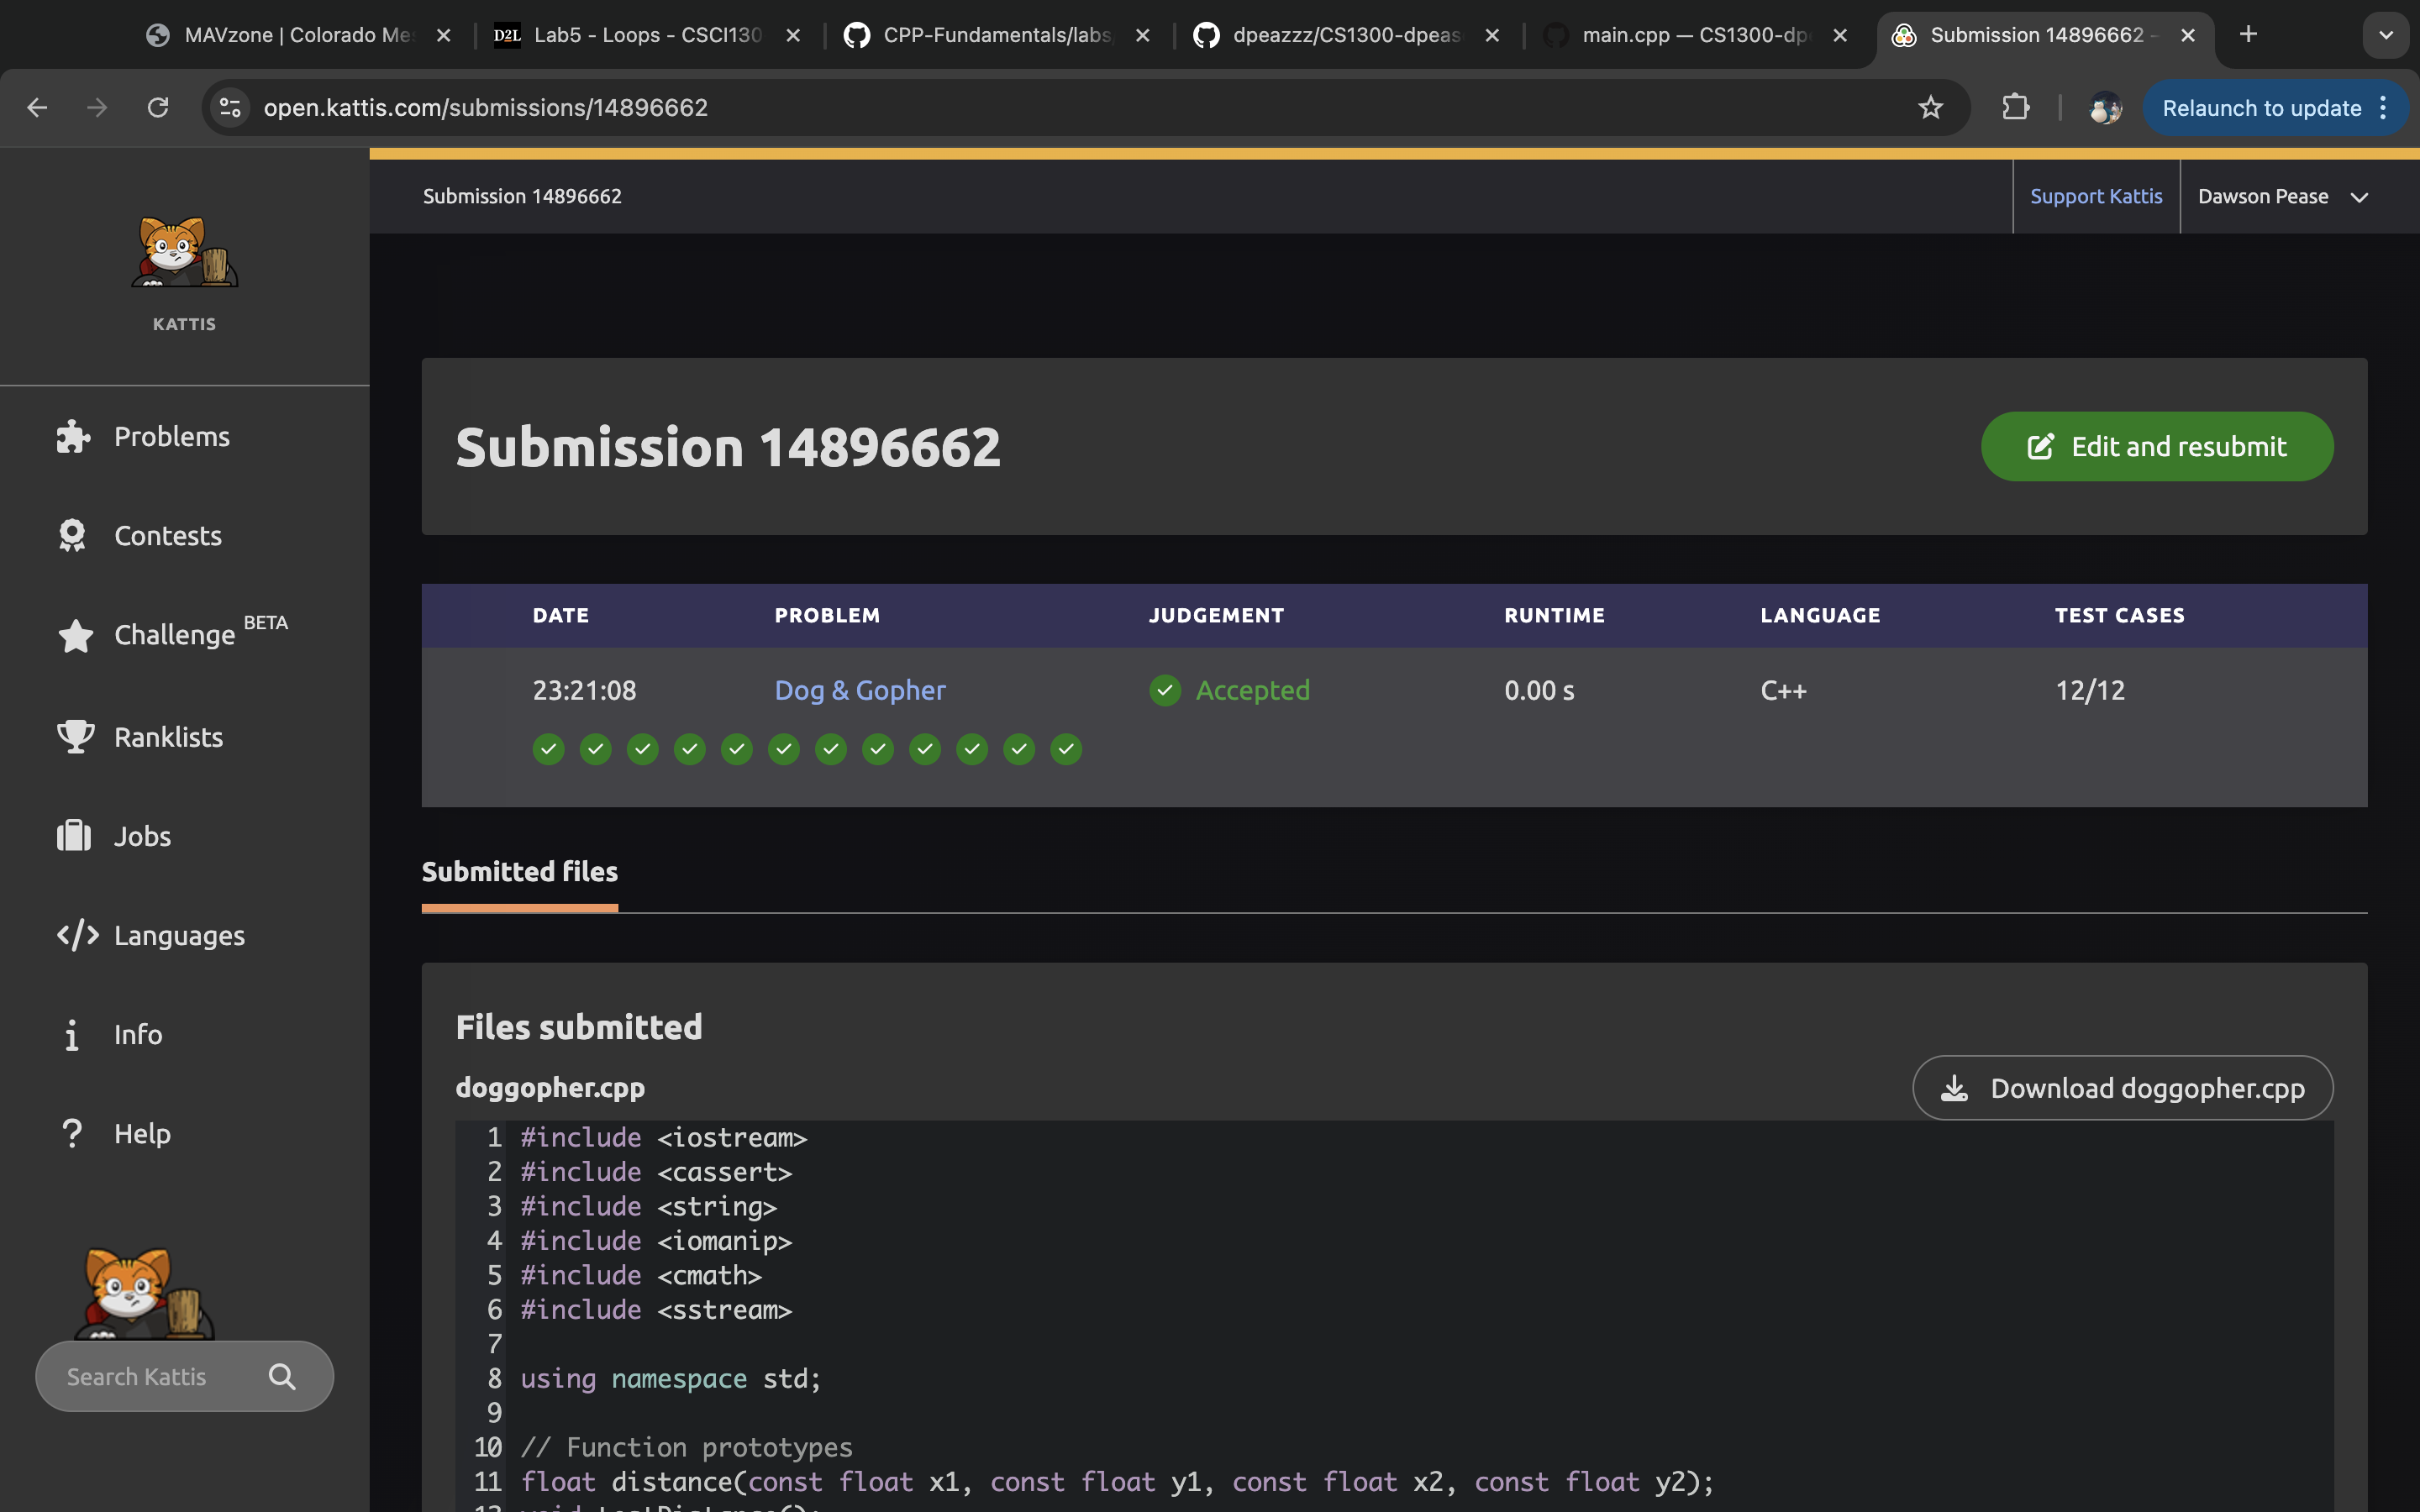 MAVzone | Colorado Me
D2L Lab5 - Loops - CSCI130
CPP-Fundamentals/labs
dpeazzz/CS1300-dpeas
main.cpp — CS1300-dp
Submission 14896662 -
open.kattis.com/submissions/14896662
Relaunch to update
Submission 14896662
Support Kattis
Dawson Pease
KATTIS
Problems
Contests
Challenge BETA
Ranklists
Jobs
Languages
Info
Help
Search Kattis
Submission 14896662
Edit and resubmit
DATE PROBLEM JUDGEMENT RUNTIME LANGUAGE TEST CASES
23:21:08 Dog & Gopher Accepted 0.00 s C++ 12/12
Submitted files
Files submitted
doggopher.cpp
Download doggopher.cpp
1 #include <iostream>
2 #include <cassert>
3 #include <string>
4 #include <iomanip>
5 #include <cmath>
6 #include <sstream>
7
8 using namespace std;
9
10 // Function prototypes
11 float distance(const float x1, const float y1, const float x2, const float y2);
12 void testDistance();